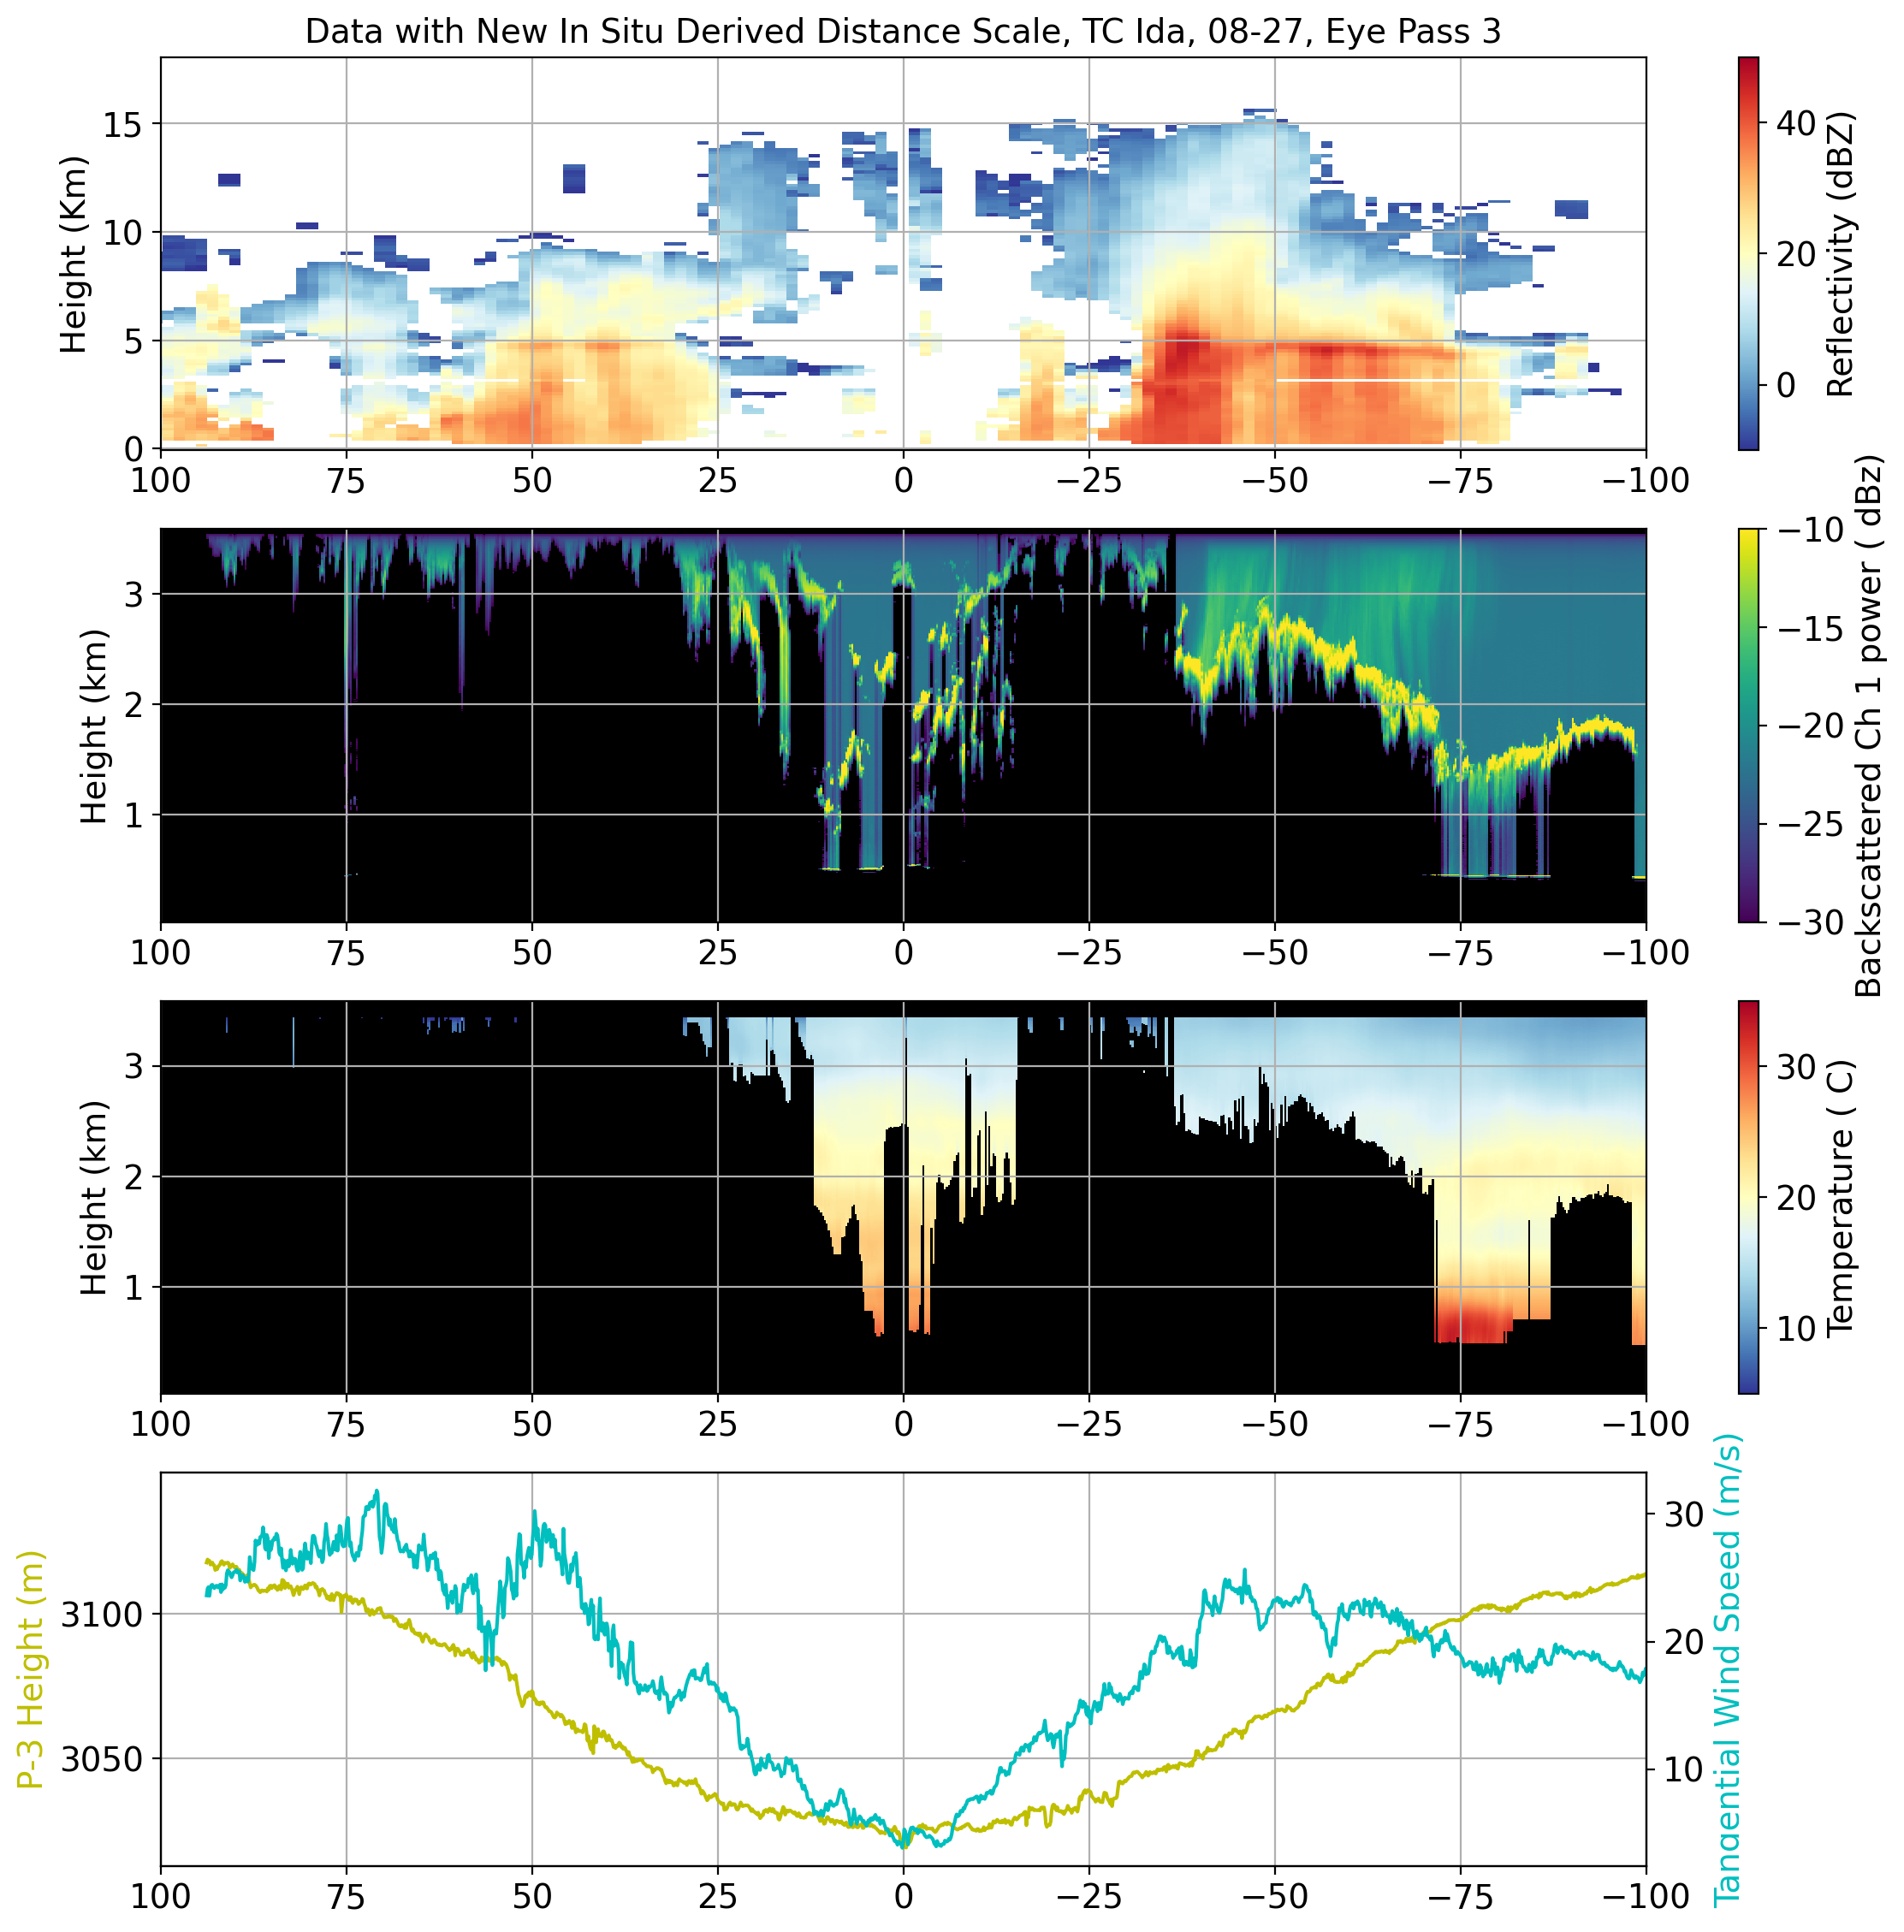 Data with New In Situ Derived Distance Scale, TC Ida, 08-27, Eye Pass 3
Height (Km)
15
10
5
0
100 75 50 25 0 −25 −50 −75 −100
40
20
0
Reflectivity (dBZ)
Height (km)
3
2
1
100 75 50 25 0 −25 −50 −75 −100
−10
−15
−20
−25
−30
Backscattered Ch 1 power ( dBz)
Height (km)
3
2
1
100 75 50 25 0 −25 −50 −75 −100
30
20
10
Temperature ( C)
P-3 Height (m)
3100
3050
100 75 50 25 0 −25 −50 −75 −100
30
20
10
Tangential Wind Speed (m/s)